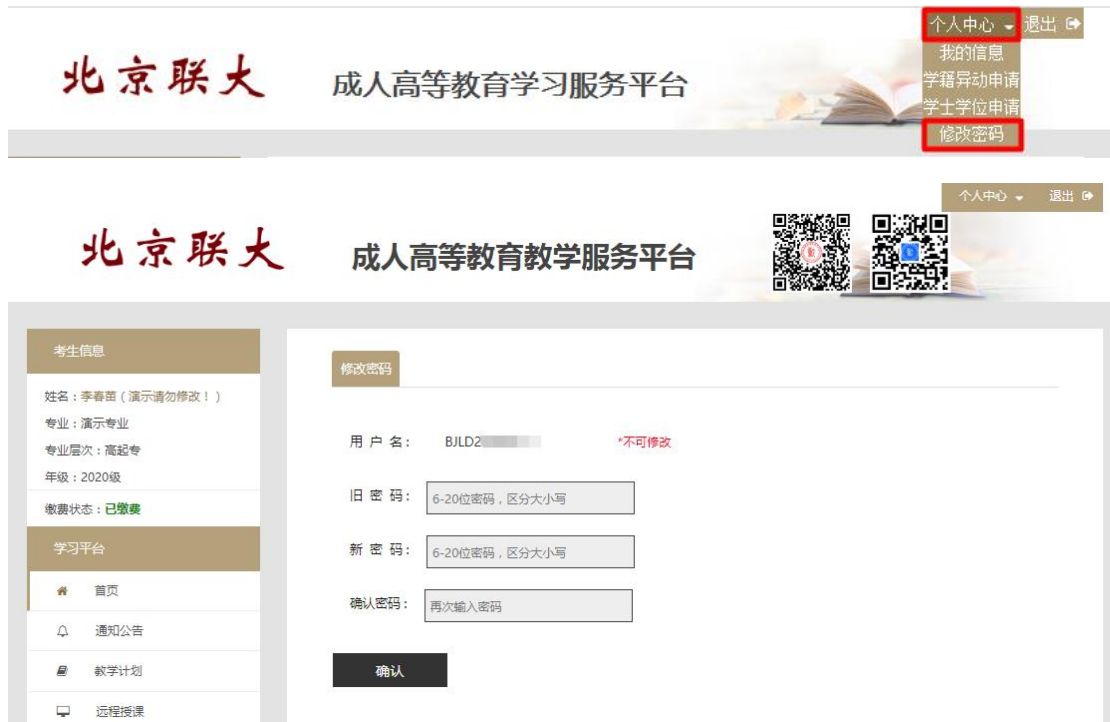 个人中心 退出
我的信息
北京联大 成人高等教育学习服务平台
学籍异动申请
学士学位申请
修改密码
个人中心 退出
北京联大 成人高等教育教学服务平台
考生信息
修改密码
姓名：李春苗（演示请勿修改！）
专业：演示专业
用 户 名： BJLD2 *不可修改
专业层次：高起专
年级：2020级
旧 密 码： 6-20位密码，区分大小写
缴费状态：已缴费
学习平台
新 密 码： 6-20位密码，区分大小写
首页
确认密码： 再次输入密码
通知公告
教学计划
确认
远程授课